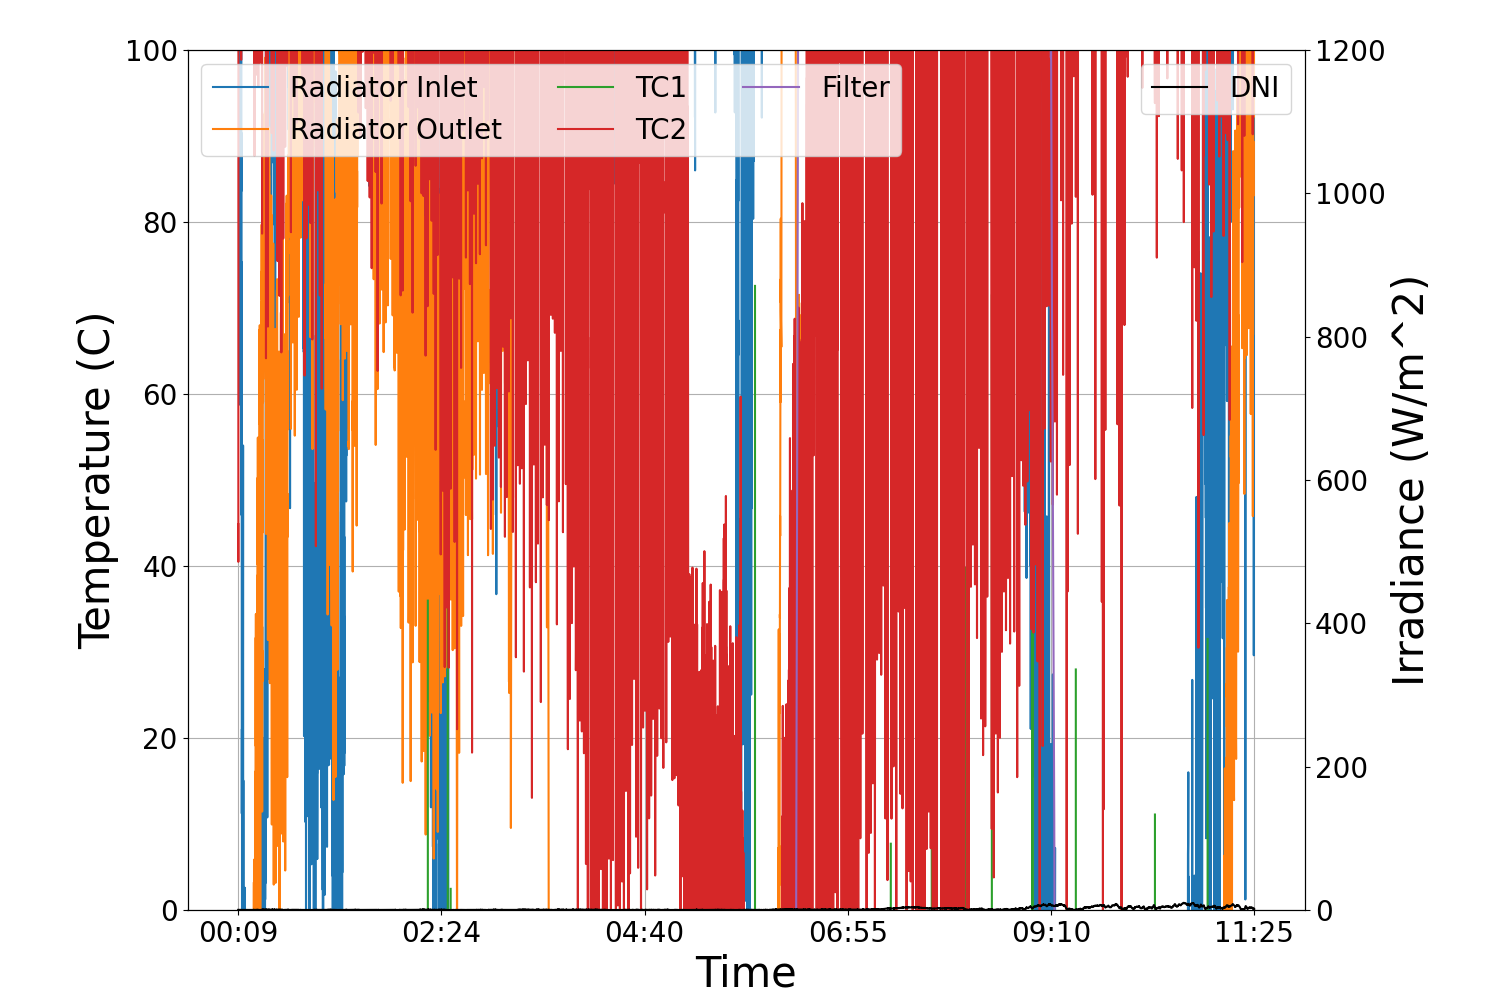 100
80
60
40
20
0
Temperature (C)
Radiator Inlet
Radiator Outlet
TC1
TC2
Filter
DNI
1200
1000
800
600
400
200
0
Irradiance (W/m^2)
00:09 02:24 04:40 06:55 09:10 11:25
Time